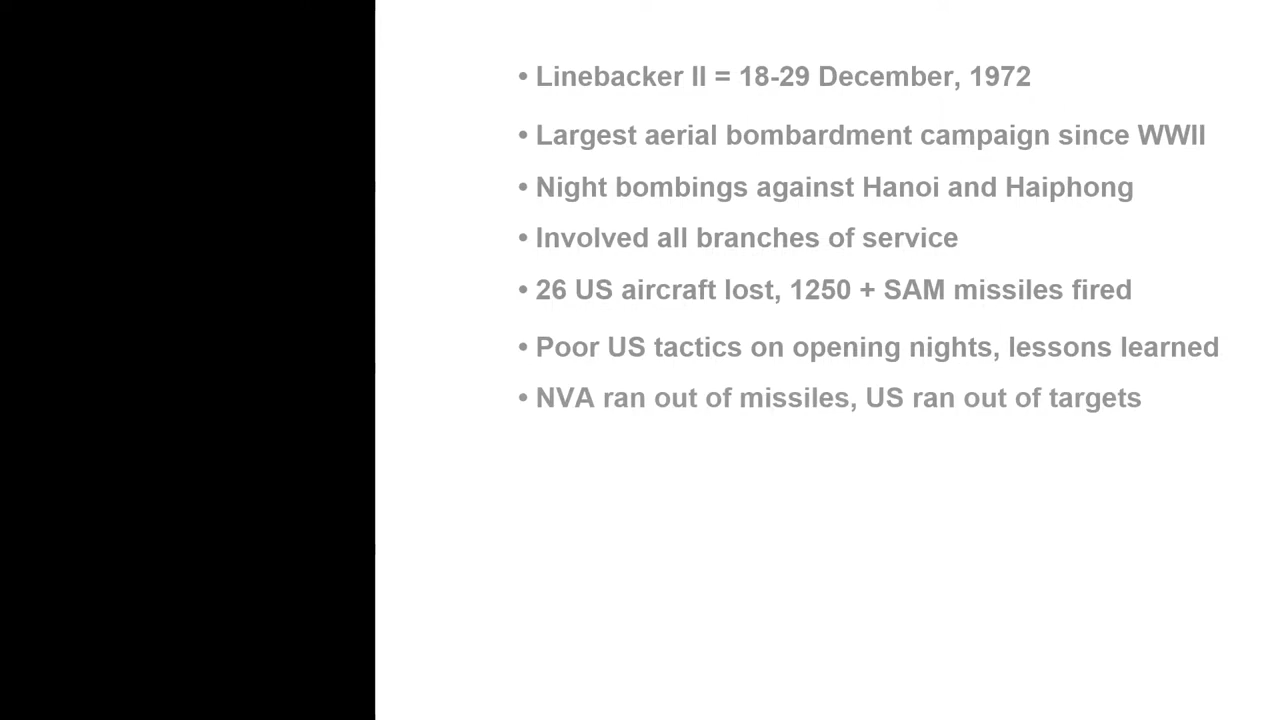 • Linebacker II = 18-29 December, 1972
• Largest aerial bombardment campaign since WWII
• Night bombings against Hanoi and Haiphong
• Involved all branches of service
• 26 US aircraft lost, 1250 + SAM missiles fired
• Poor US tactics on opening nights, lessons learned
• NVA ran out of missiles, US ran out of targets